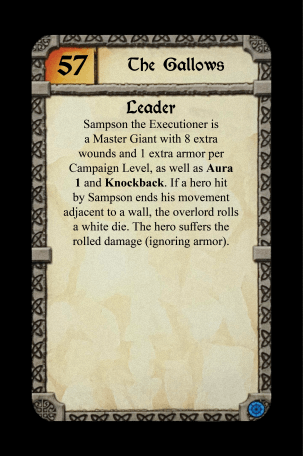 57
The Gallows
Leader
Sampson the Executioner is
a Master Giant with 8 extra
wounds and 1 extra armor per
Campaign Level, as well as Aura
1 and Knockback. If a hero hit
by Sampson ends his movement
adjacent to a wall, the overlord rolls
a white die. The hero suffers the
rolled damage (ignoring armor).